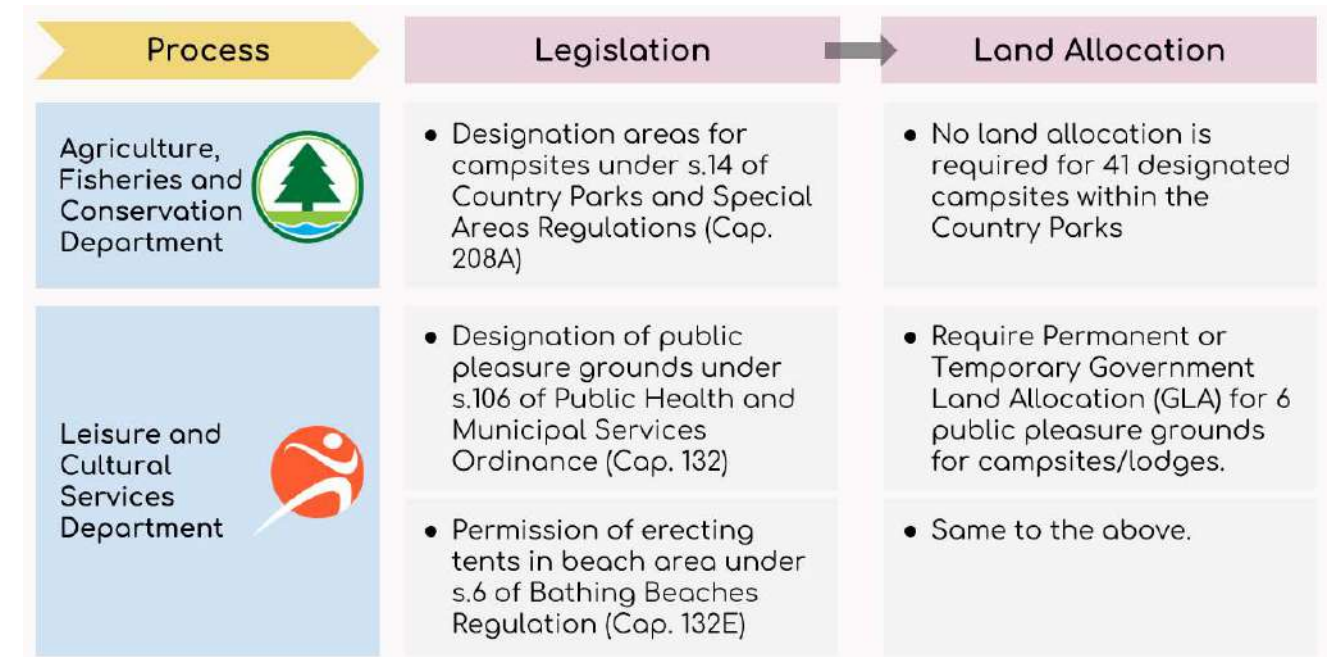 Process
Legislation
Land Allocation
Agriculture,
Fisheries and
Conservation
Department
● Designation areas for
campsites under s.14 of
Country Parks and Special
Areas Regulations (Cap.
208A)
● No land allocation is
required for 41 designated
campsites within the
Country Parks
Leisure and
Cultural
Services
Department
● Designation of public
pleasure grounds under
s.106 of Public Health and
Municipal Services
Ordinance (Cap. 132)
● Require Permanent or
Temporary Government
Land Allocation (GLA) for 6
public pleasure grounds
for campsites/lodges.
● Permission of erecting
tents in beach area under
s.6 of Bathing Beaches
Regulation (Cap. 132E)
● Same to the above.